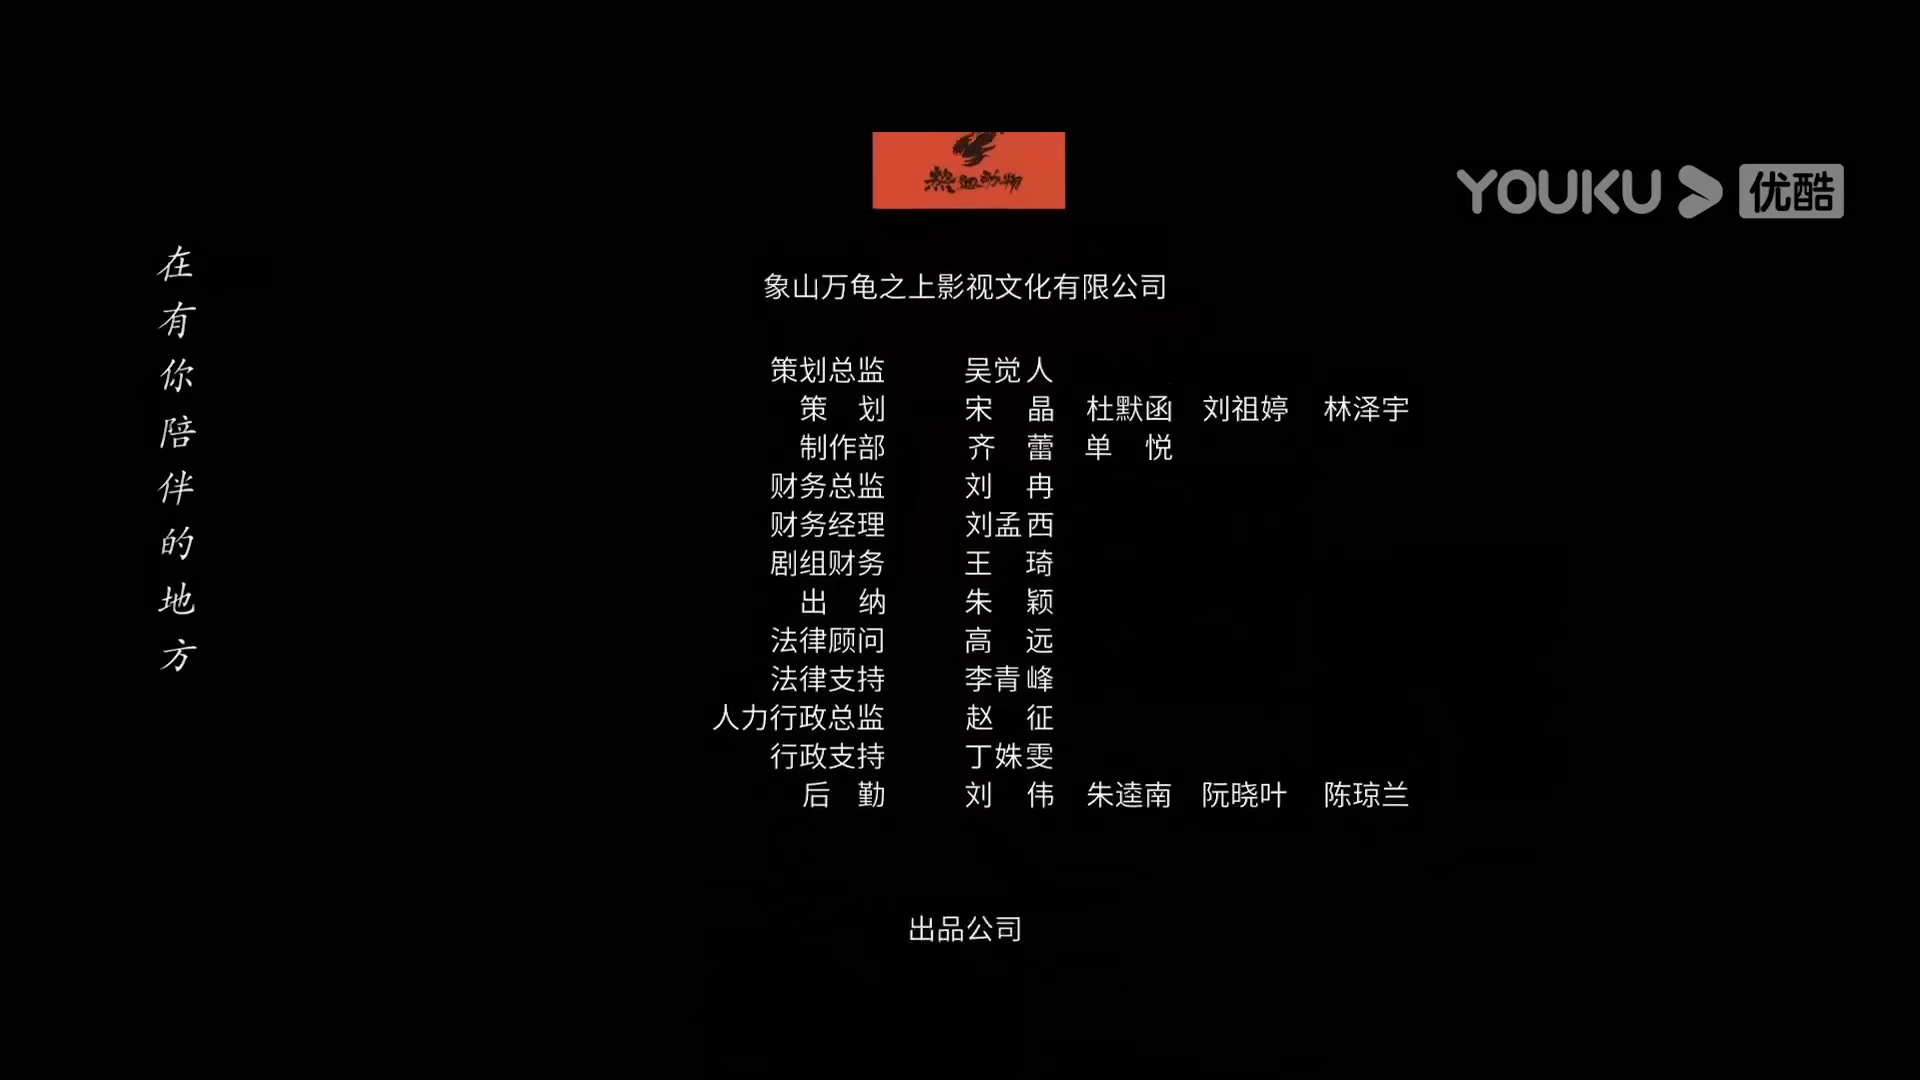 热血动物
YOUKU 优酷
在有你陪伴的地方
象山万龟之上影视文化有限公司
策划总监 吴觉人
策 划 宋 晶 杜默函 刘祖婷 林泽宇
制作部 齐 蕾 单 悦
财务总监 刘 冉
财务经理 刘孟西
剧组财务 王 琦
出 纳 朱 颖
法律顾问 高 远
法律支持 李青峰
人力行政总监 赵 征
行政支持 丁姝雯
后 勤 刘 伟 朱逵南 阮晓叶 陈琼兰
出品公司